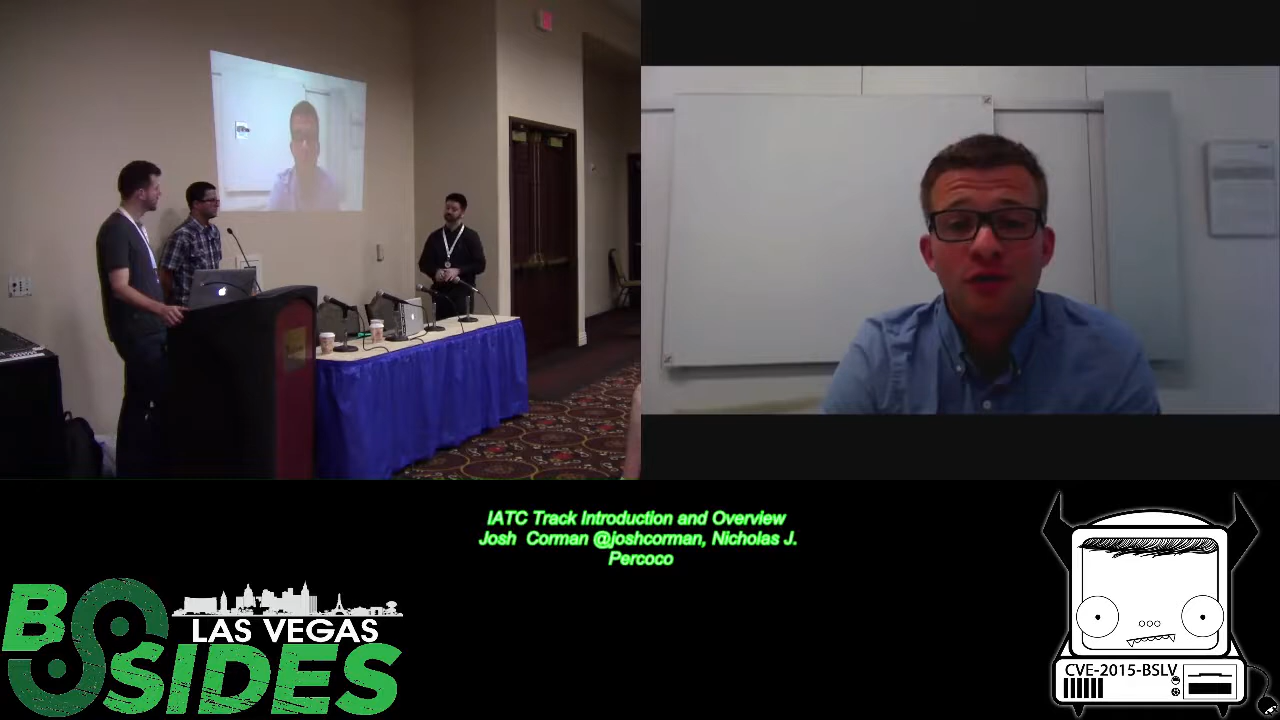 IATC Track Introduction and Overview
Josh Corman @joshcorman, Nicholas J.
Percoco
BSIDES
LAS VEGAS
CVE-2015-BSLV